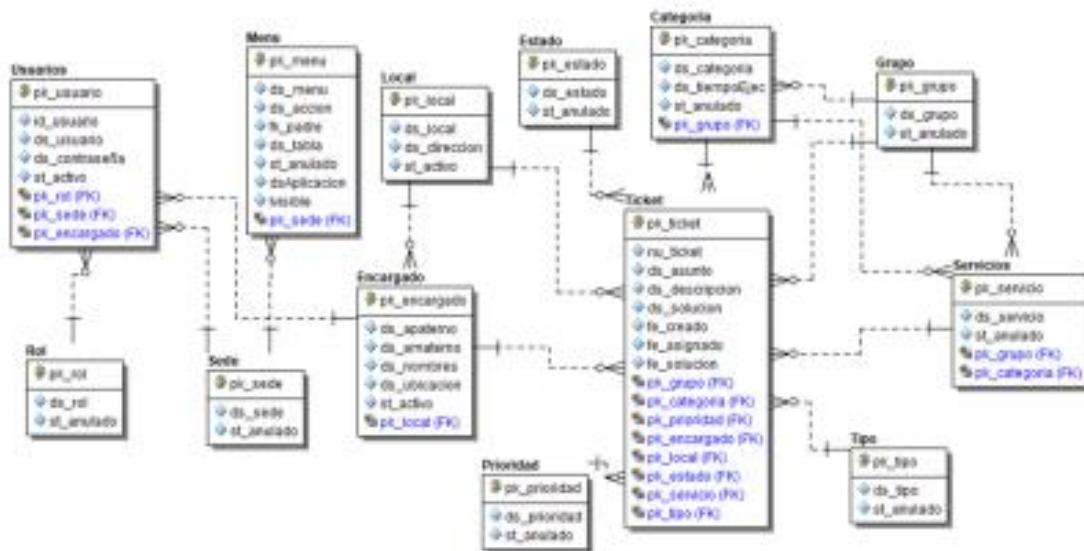 Usuarios
pk_usuario
id_usuario
ds_usuario
ds_contraseña
st_activo
pk_rol (FK)
pk_sede (FK)
pk_encargado (FK)
Menu
pk_menu
ds_menu
ds_accion
fk_padre
ds_tabla
st_anulado
dsAplicacion
pk_sede (FK)
Local
pk_local
ds_local
ds_direccion
st_activo
Estado
pk_estado
ds_estado
st_anulado
Categoria
pk_categoria
ds_categoria
ds_tiempoEjec
st_anulado
pk_grupo (FK)
Grupo
pk_grupo
ds_grupo
st_anulado
Rol
pk_rol
ds_rol
st_anulado
Sede
pk_sede
ds_sede
st_anulado
Encargado
pk_encargado
ds_apaterno
ds_amaterno
ds_nombres
ds_ubicacion
st_activo
pk_local (FK)
Ticket
pk_ticket
nu_ticket
ds_asunto
ds_descripcion
ds_solucion
fe_creado
fe_asignado
fe_solucion
pk_grupo (FK)
pk_categoria (FK)
pk_prioridad (FK)
pk_encargado (FK)
pk_local (FK)
pk_estado (FK)
pk_servicio (FK)
pk_tipo (FK)
Servicios
pk_servicio
ds_servicio
st_anulado
pk_grupo (FK)
pk_categoria (FK)
Prioridad
pk_prioridad
ds_prioridad
st_anulado
Tipo
pk_tipo
ds_tipo
st_anulado